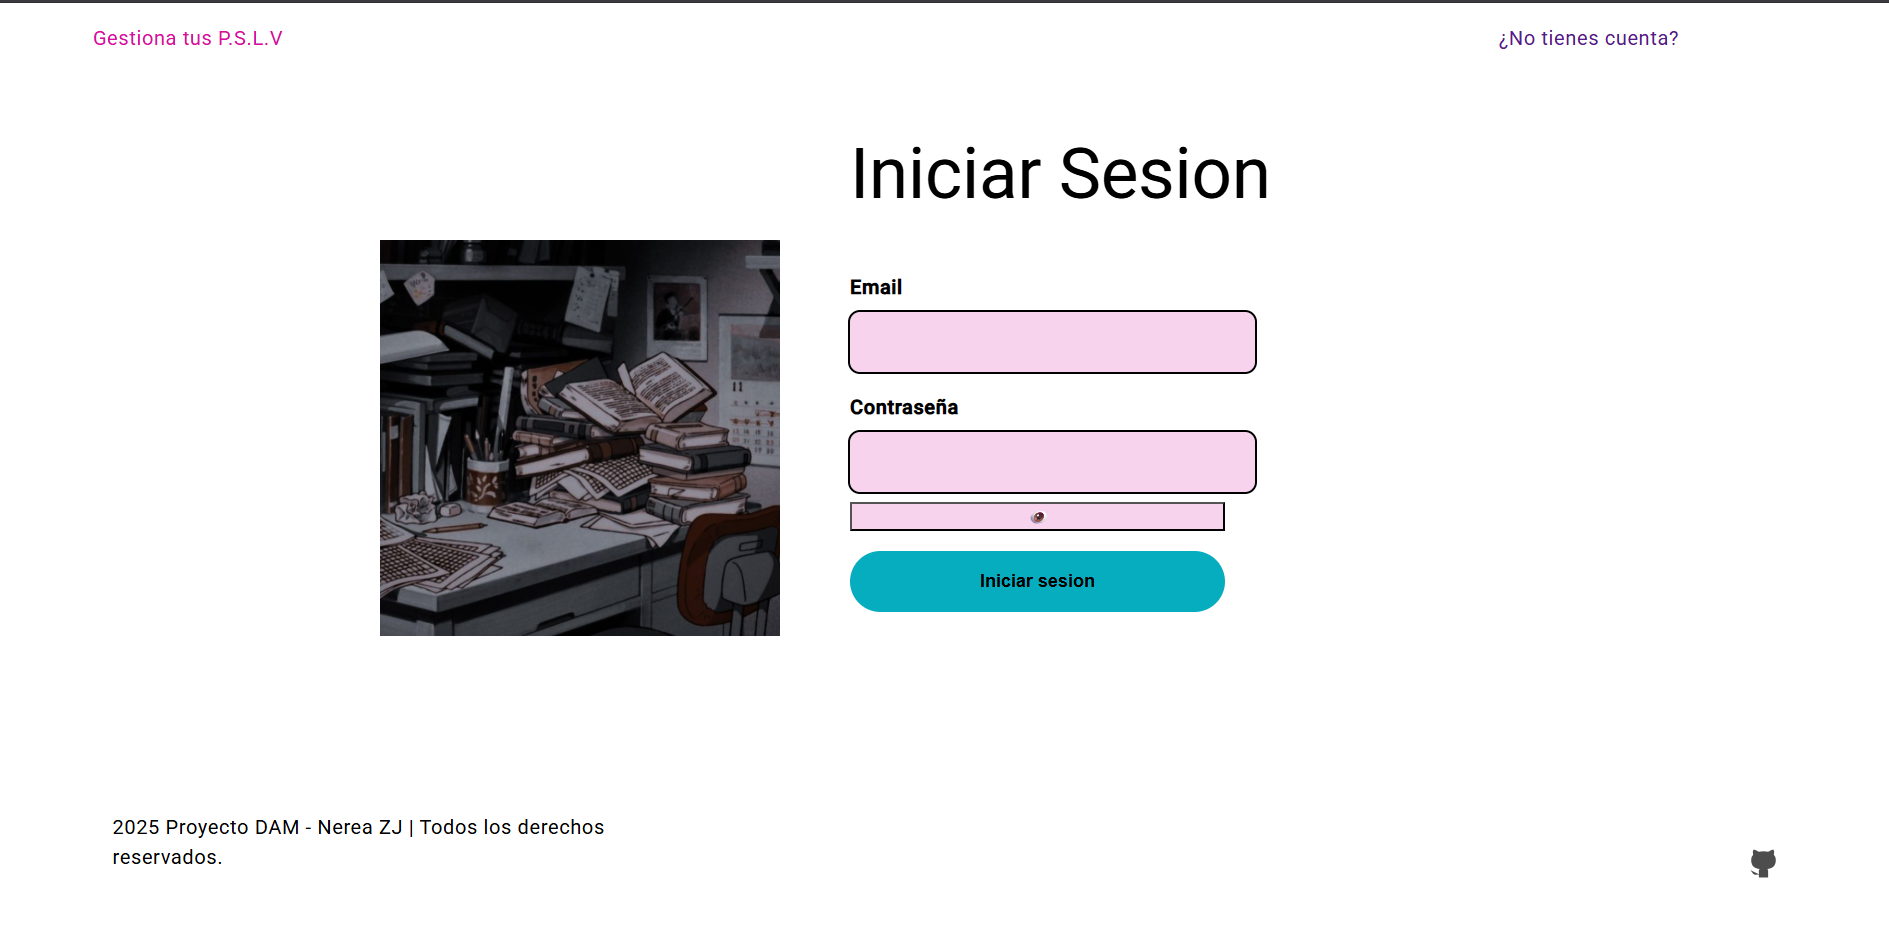 Gestiona tus P.S.L.V
¿No tienes cuenta?
Iniciar Sesion
Email
Contraseña
Iniciar sesion
2025 Proyecto DAM - Nerea ZJ | Todos los derechos
reservados.